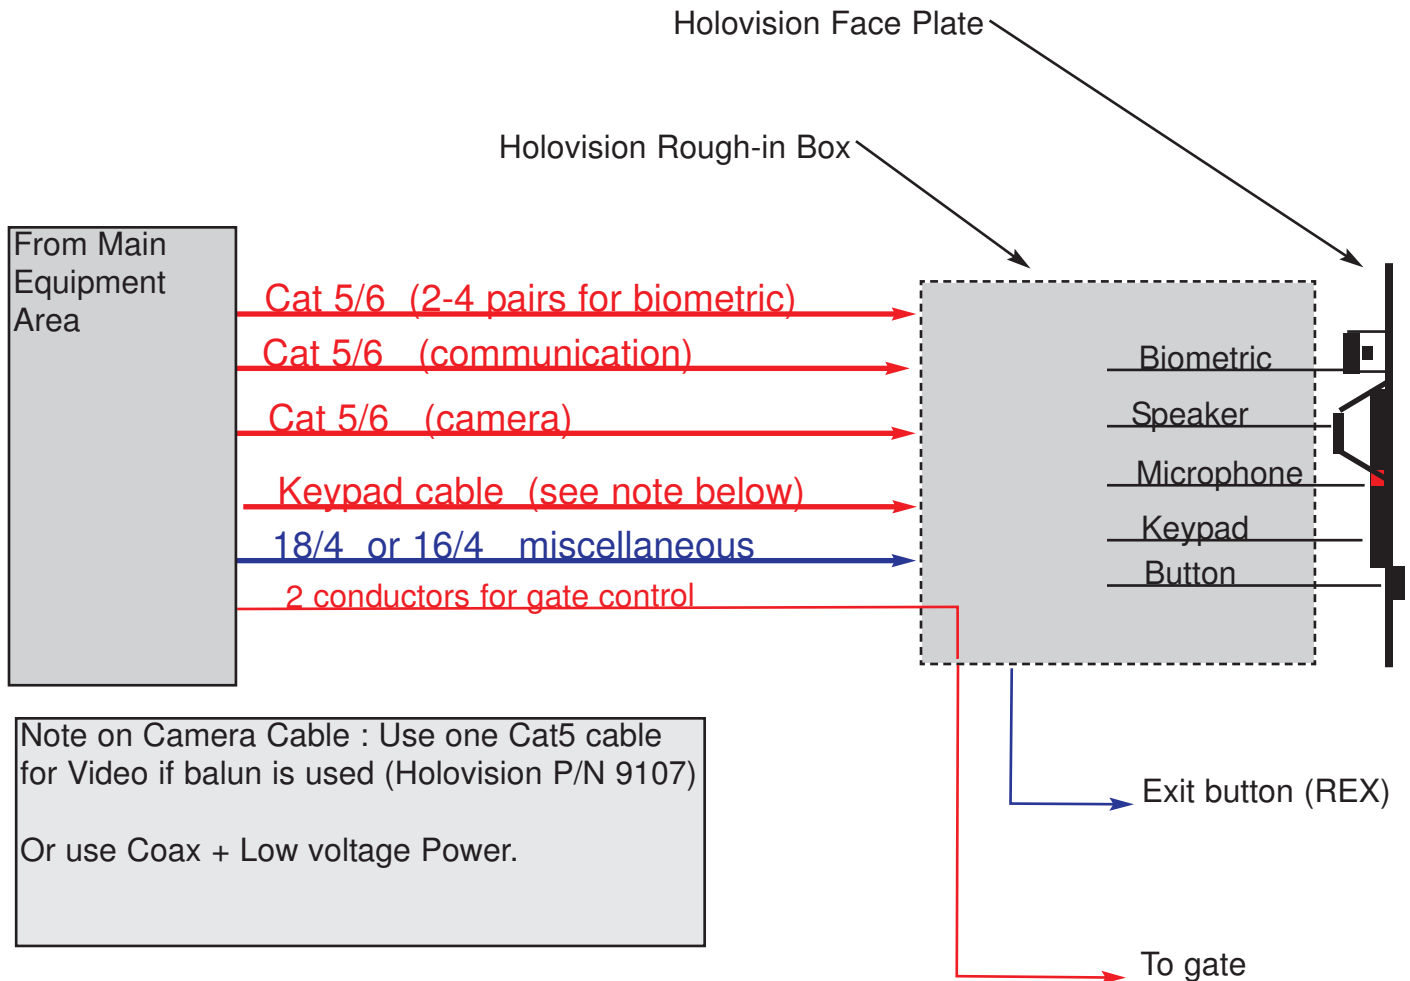 Holovision Face Plate
Holovision Rough-in Box
From Main
Equipment
Area
Cat 5/6 (2-4 pairs for biometric)
Cat 5/6 (communication)
Cat 5/6 (camera)
Keypad cable (see note below)
18/4 or 16/4 miscellaneous
2 conductors for gate control
Biometric
Speaker
Microphone
Keypad
Button
Note on Camera Cable : Use one Cat5 cable
for Video if balun is used (Holovision P/N 9107)
Or use Coax + Low voltage Power.
Exit button (REX)
To gate